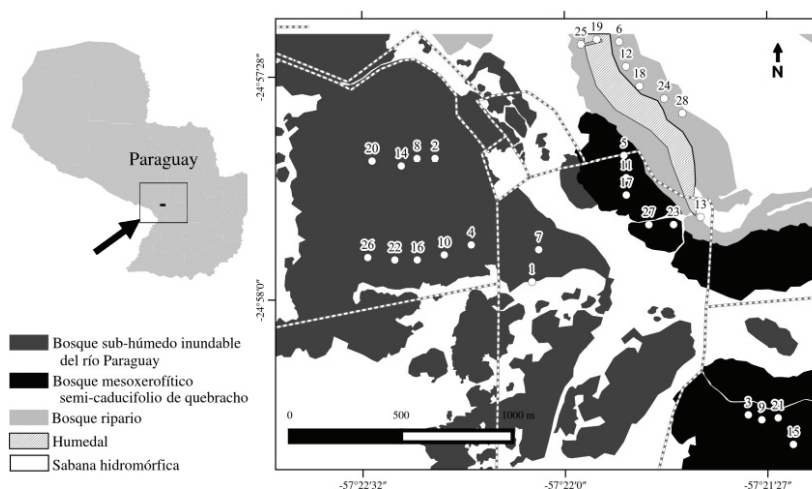 Paraguay
Bosque sub-húmedo inundable
del río Paraguay
Bosque mesoxerofítico
semi-caducifolio de quebracho
Bosque ripario
Humedal
Sabana hidromórfica
-24°57'28"
-24°58'0"
25 19 6
12
18
24
28
N
20 14 8 2
5
11
17
13
27 23
26 22 16 10 4 7
1
0 500 1000 m
3 9 21
15
-57°22'32" -57°22'0" -57°21'27"